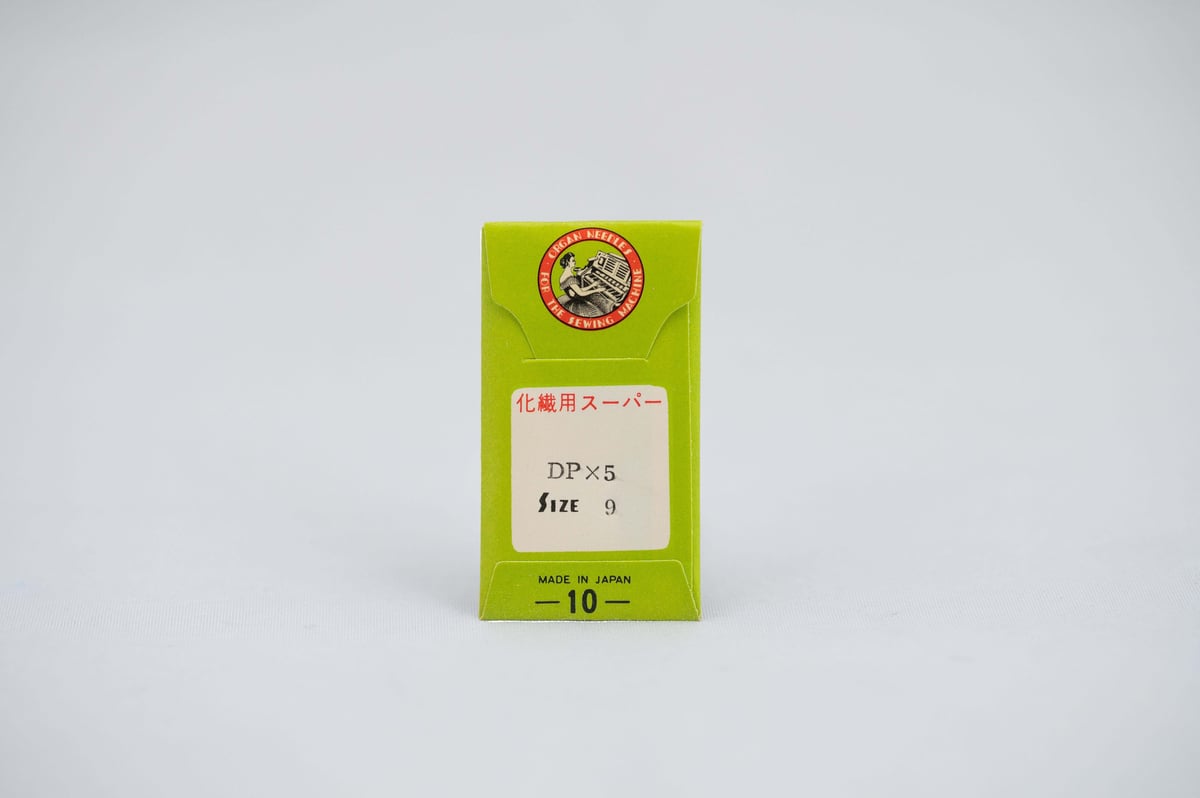 ORGAN NEEDLES
FOR THE SEWING MACHINE
化繊用スーパー
DP×5
SIZE 9
MADE IN JAPAN
—10—